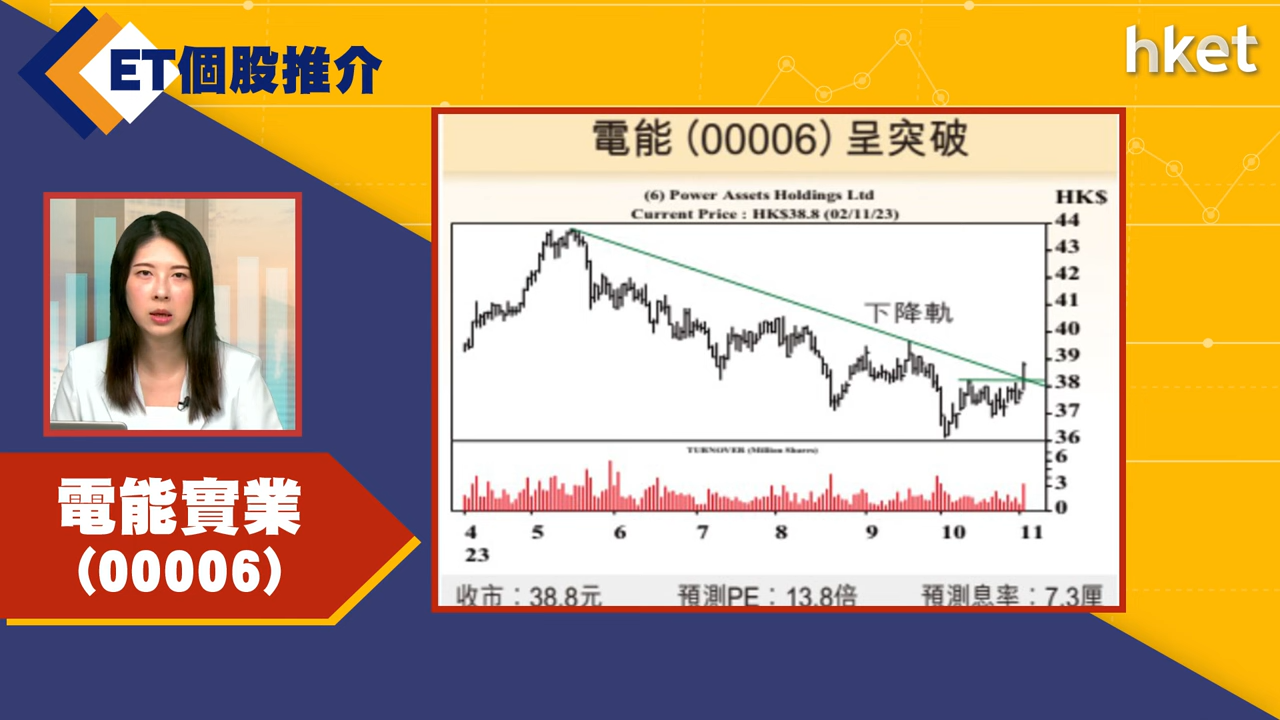 ET個股推介
hket
電能（00006）呈突破
(6) Power Assets Holdings Ltd
Current Price : HK$38.8 (02/11/23)
HK$
44
43
42
41
40
39
38
37
36
下降軌
TURNOVER (Million Shares)
6
3
0
4 5 6 7 8 9 10 11
23
收市：38.8元 預測PE：13.8倍 預測息率：7.3厘
電能實業
(00006)